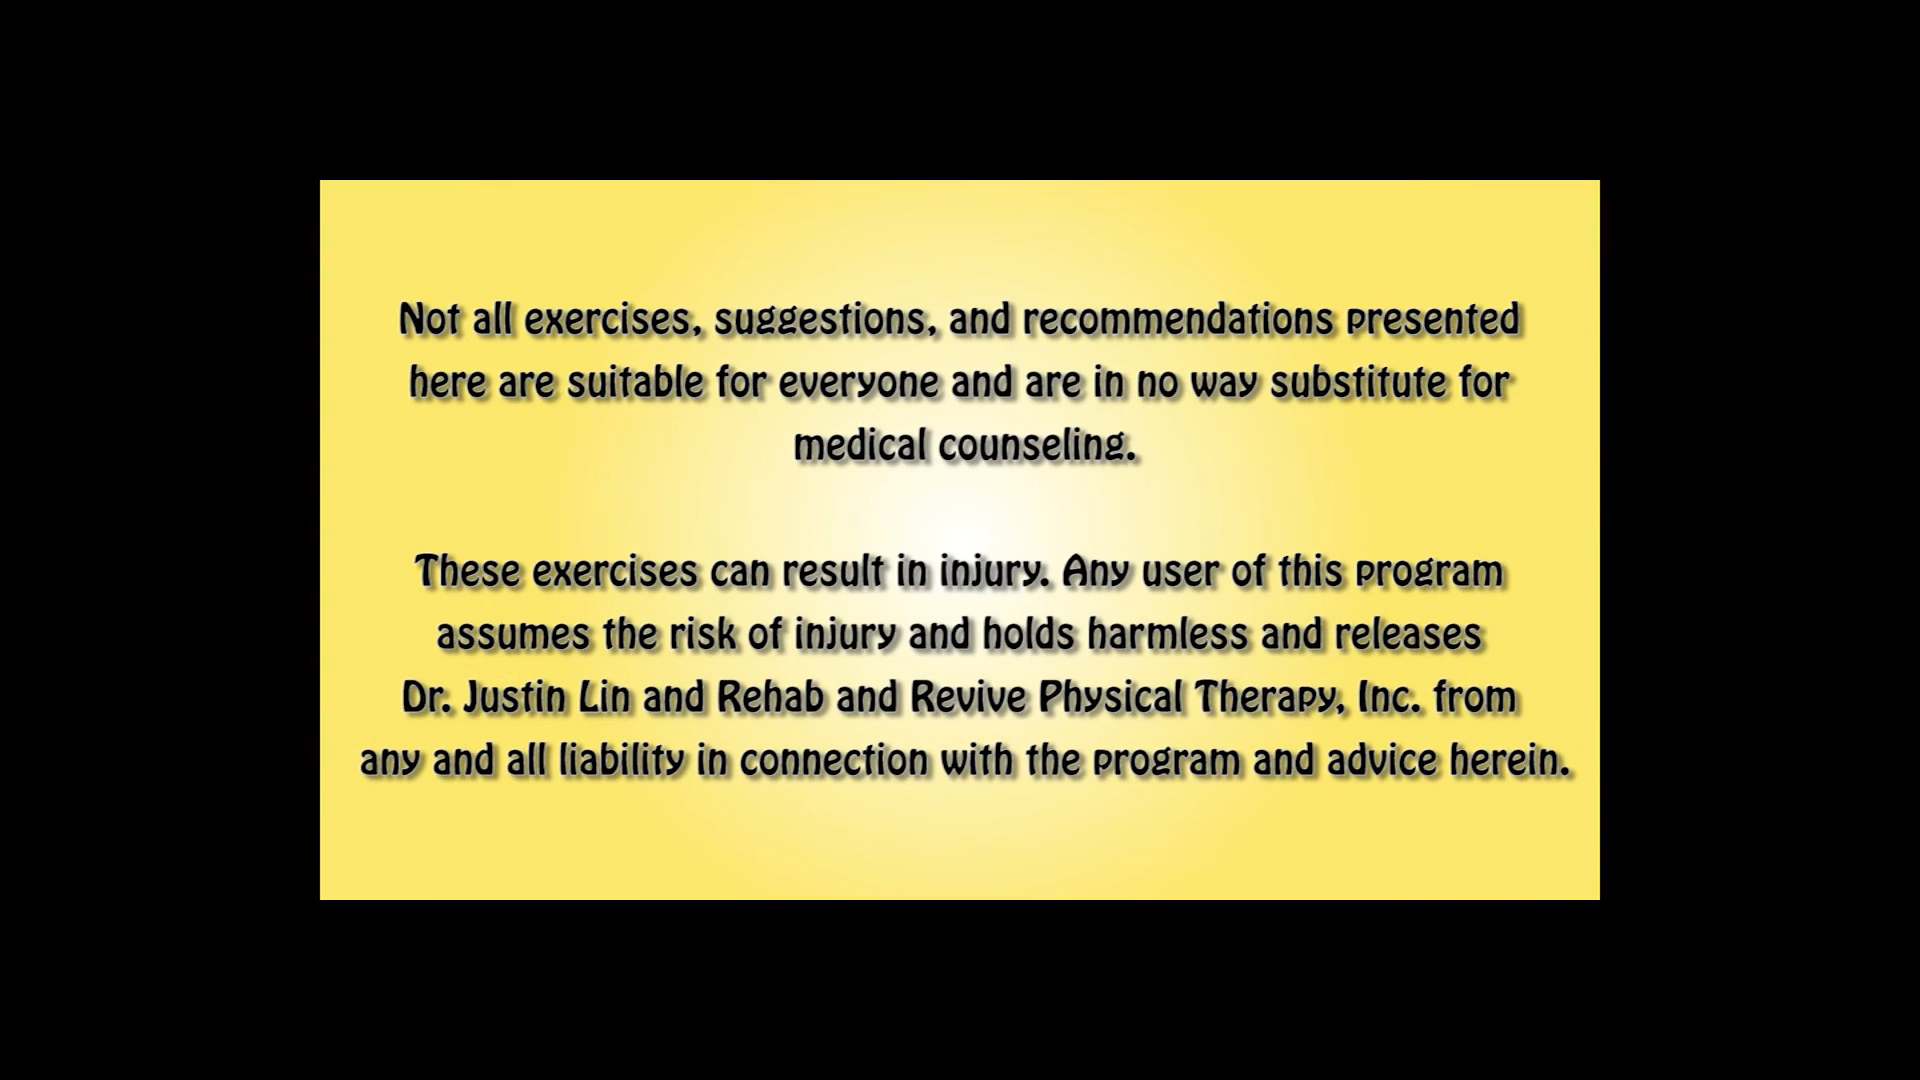 Not all exercises, suggestions, and recommendations presented
here are suitable for everyone and are in no way substitute for
medical counseling.
These exercises can result in injury. Any user of this program
assumes the risk of injury and holds harmless and releases
Dr. Justin Lin and Rehab and Revive Physical Therapy, Inc. from
any and all liability in connection with the program and advice herein.